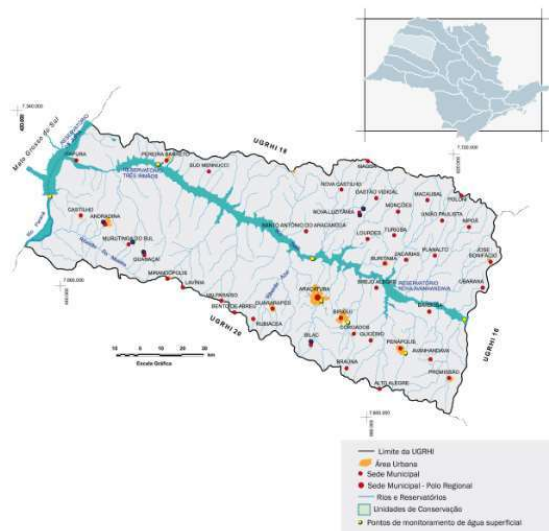 7.360.000
Mato Grosso do Sul
RESERVATÓRIO
ITAPURA
PEREIRA BARRETO
UGRHI 18
SUD MENNUCCI
RESERVATÓRIO
TRÊS IRMÃOS
NOVA CASTILHO
GASTÃO VIDIGAL
MACAUBAL
NOVA LUZITÂNIA
MONÇÕES
UNIÃO PAULISTA
NIPOÃ
CASTILHO
ANDRADINA
SANTO ANTÔNIO DO ARACANGUÁ
TURIÚBA
LOURDES
PLANALTO
JOSÉ
BONIFÁCIO
MURUTINGA DO SUL
GUARAÇAÍ
BURITAMA
ZACARIAS
MIRANDÓPOLIS
LAVÍNIA
BREJO ALEGRE
RESERVATÓRIO
NOVA AVANHANDAVA
UBARANA
VALPARAÍSO
BENTO DE ABREU
GUARARAPES
ARAÇATUBA
RUBIÁCEA
UGRHI 20
BIRIGUI
BARBOSA
UGRHI 16
BILAC
COROADOS
GLICÉRIO
PENÁPOLIS
AVANHANDAVA
BRAÚNA
PROMISSÃO
ALTO ALEGRE
Escala Gráfica
Limite da UGRHI
Área Urbana
Sede Municipal
Sede Municipal - Polo Regional
Rios e Reservatórios
Unidades de Conservação
Pontos de monitoramento de água superficial